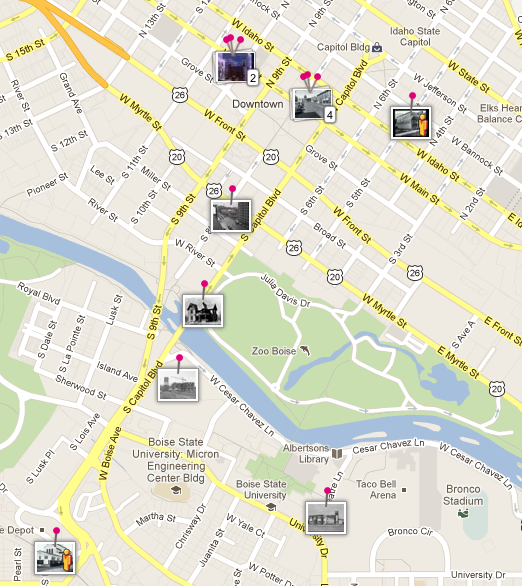 N 13th St
W Idaho St
N 9th St
Idaho State
Capitol
Capitol Bldg
S 15th St
Grove St
N 9th St
Capitol Blvd
W State St
Grand Ave
26
Downtown
N 6th St
W Jefferson St
W Myrtle St
4
2
Elks Hear
Balance C
S 13th St
S 12th St
W Front St
N 4th St
W Bannock St
20
20
Grove St
W Idaho St
S 11th St
Lee St
Miller St
W Main St
Pioneer St
26
S 6th St
S 5th St
N 2nd St
River St
S 10th St
S 9th St
W Front St
E Id
S Capitol Blvd
Broad St
S 3rd St
W River St
26
20
26
Julia Davis Dr
Royal Blvd
W Myrtle St
Lusk St
S 9th St
E Front St
S Dale St
S La Pointe St
Zoo Boise
S Ave A
Island Ave
E Myrtle St
20
Sherwood St
S Capitol Blvd
W Cesar Chavez Ln
S Lois Ave
W Boise Ave
Boise State
University: Micron
Engineering
Center Bldg
Albertsons
Library
Cesar Chavez Ln
W Cesar Chavez Ln
S Lusk Pl
Boise State
University
Taco Bell
Arena
Bronco
Stadium
Martha St
Chrisway Dr
W Yale Ct
University Dr
e Depot
Juanita St
Bronco Cir
Pearl St
S
W Potter Dr
University Dr